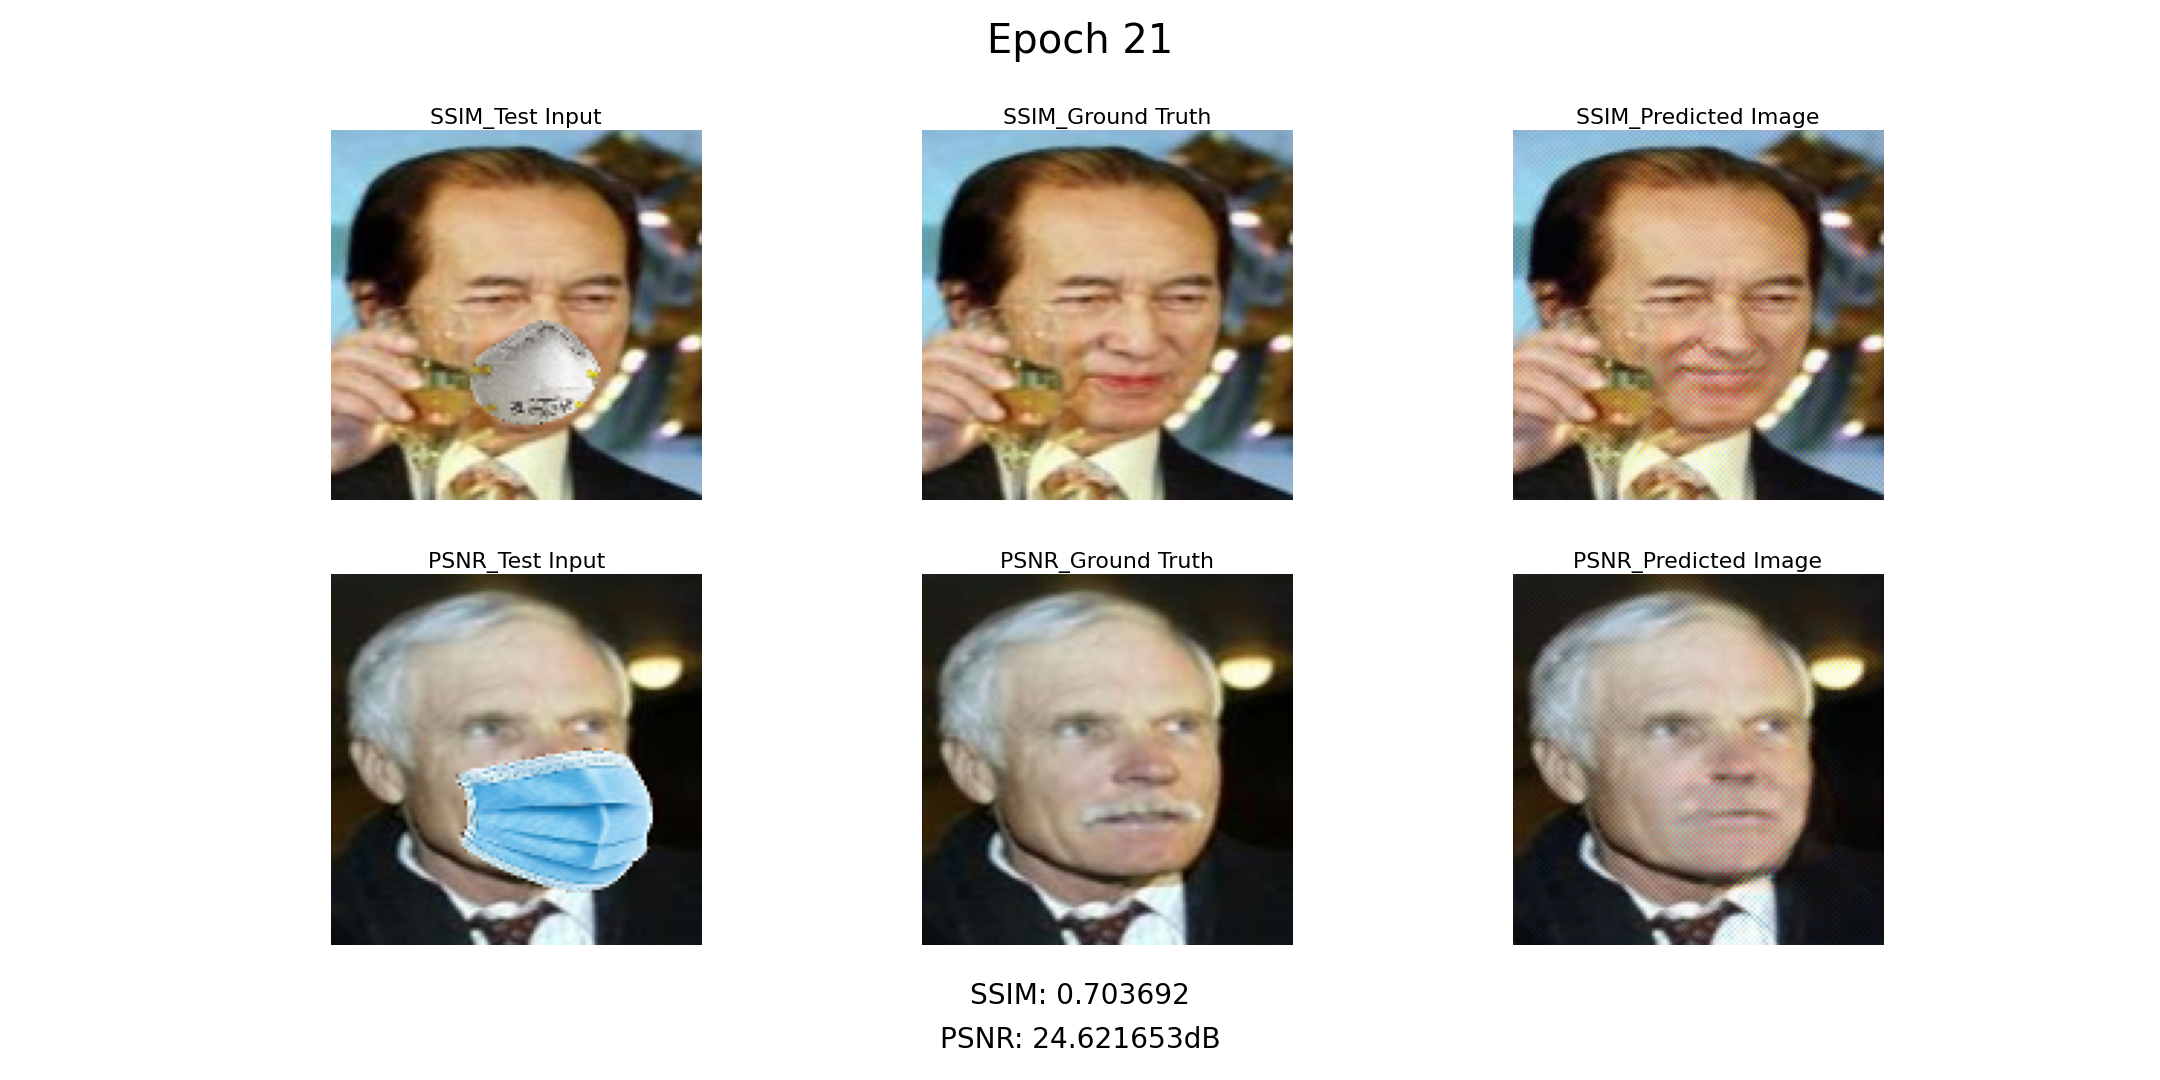 Epoch 21
SSIM_Test Input
SSIM_Ground Truth
SSIM_Predicted Image
PSNR_Test Input
PSNR_Ground Truth
PSNR_Predicted Image
SSIM: 0.703692
PSNR: 24.621653dB